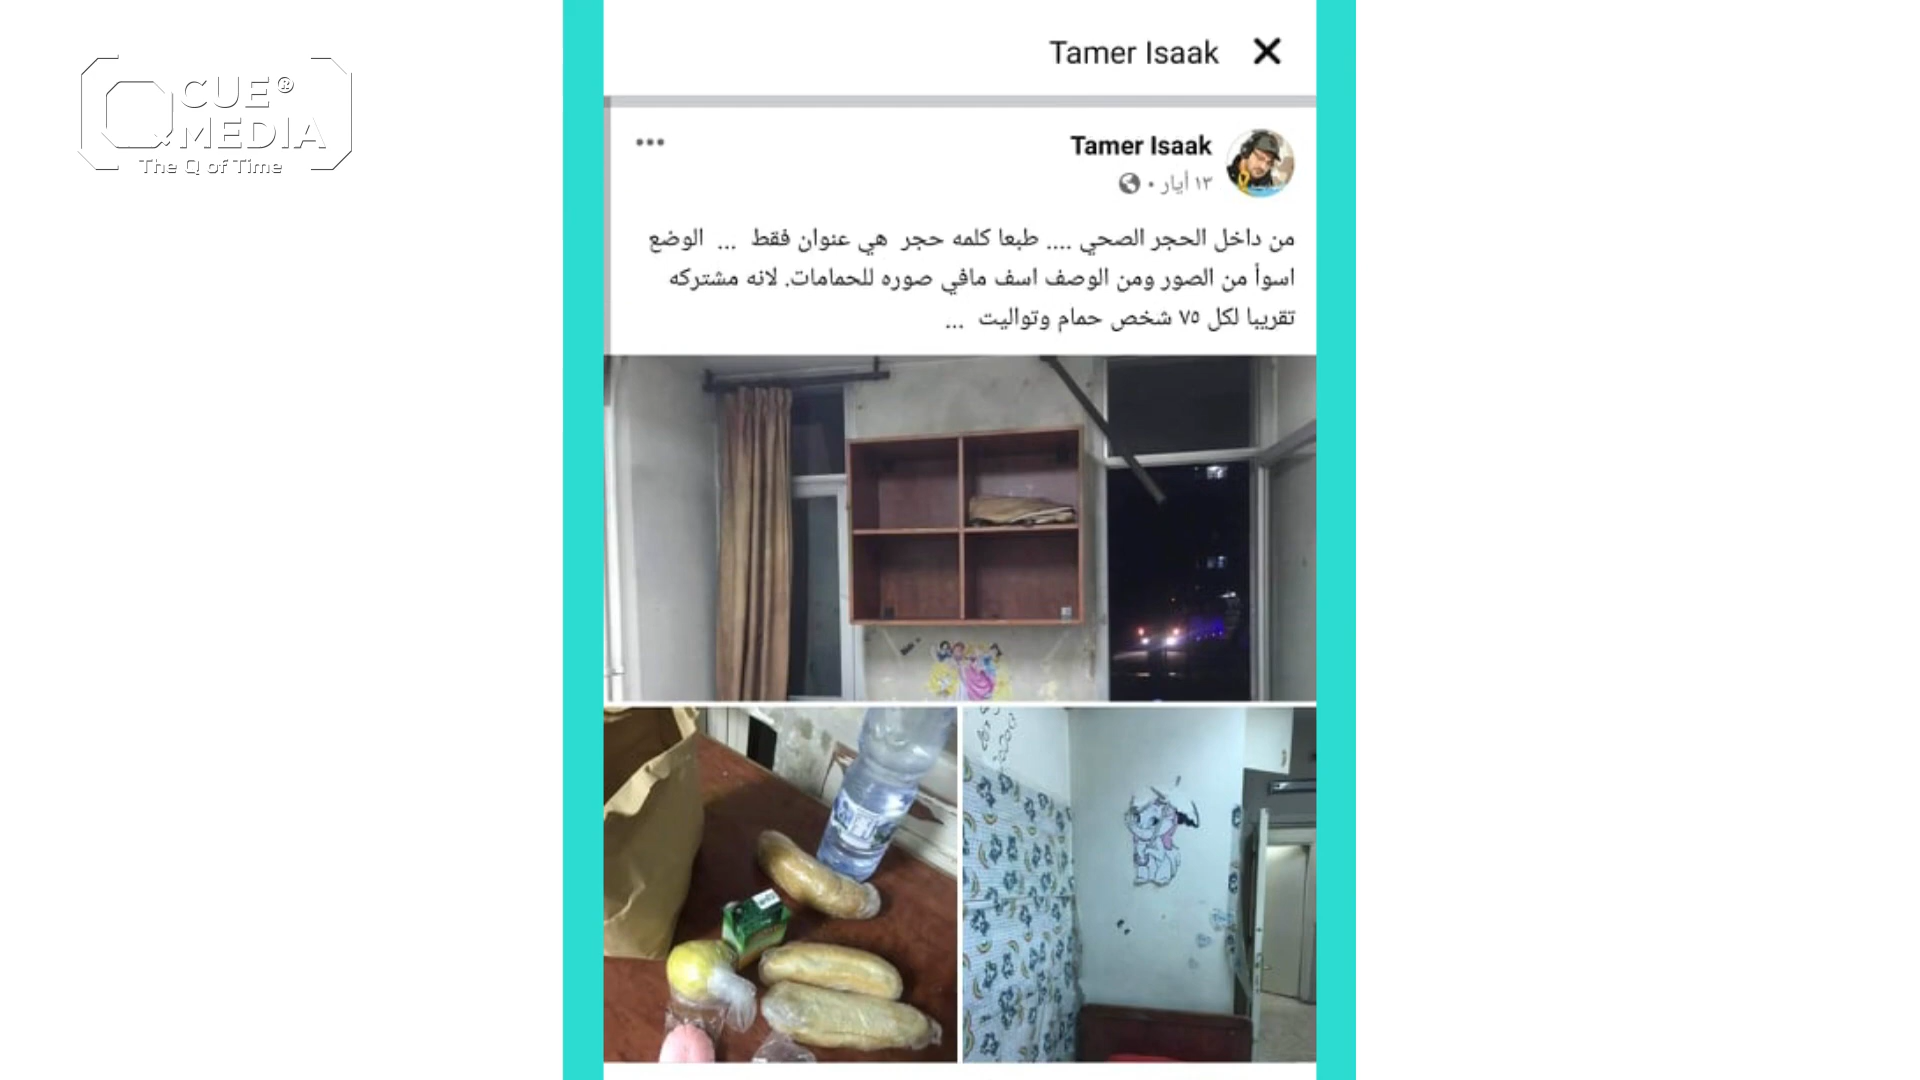 CUE®
MEDIA
The Q of Time
Tamer Isaak
Tamer Isaak
١٣ أيار
من داخل الحجر الصحي .... طبعا كلمه حجر هي عنوان فقط ... الوضع
اسوأ من الصور ومن الوصف اسف مافي صوره للحمامات. لانه مشتركه
تقريبا لكل ٧٥ شخص حمام وتواليت ...